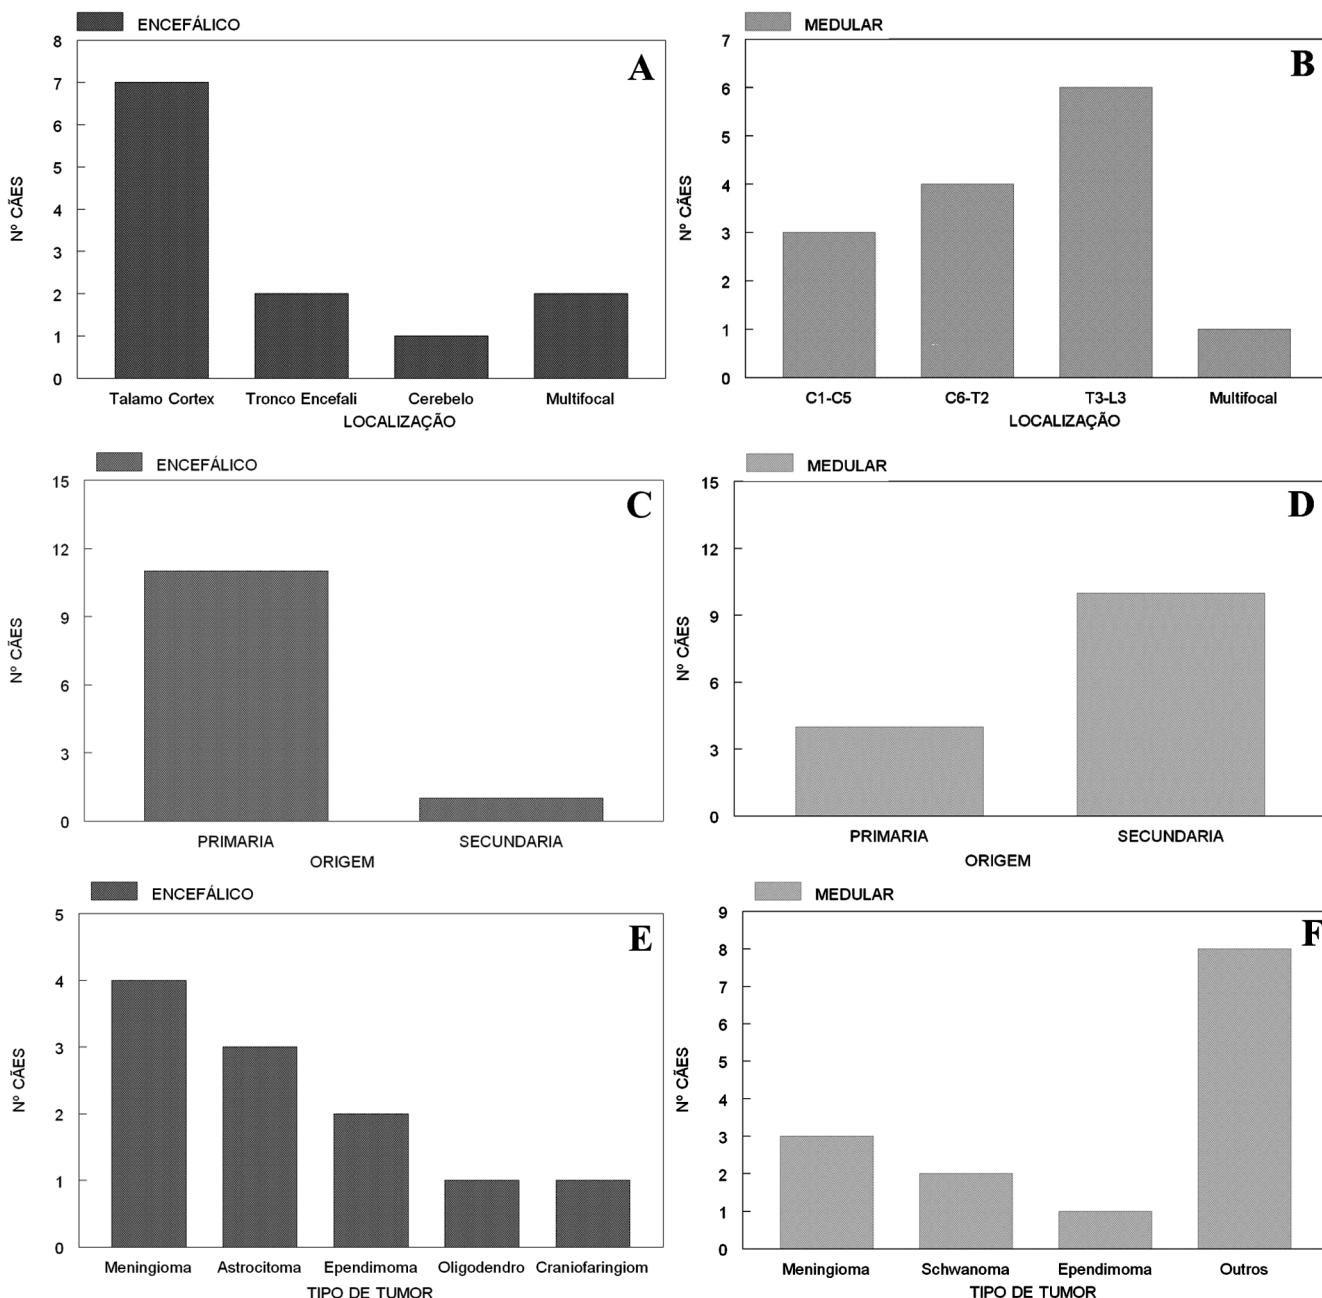 ENCEFÁLICO
A
8
7
6
5
4
3
2
1
0
Nº CÃES
Talamo Cortex Tronco Encefali Cerebelo Multifocal
LOCALIZAÇÃO
MEDULAR
B
7
6
5
4
3
2
1
0
Nº CÃES
C1-C5 C6-T2 T3-L3 Multifocal
LOCALIZAÇÃO
ENCEFÁLICO
C
15
12
9
6
3
0
Nº CÃES
PRIMARIA SECUNDARIA
ORIGEM
MEDULAR
D
15
12
9
6
3
0
Nº CÃES
PRIMARIA SECUNDARIA
ORIGEM
ENCEFÁLICO
E
5
4
3
2
1
0
Nº CÃES
Meningioma Astrocitoma Ependimoma Oligodendro Craniofaringiom
TIPO DE TUMOR
MEDULAR
F
9
8
7
6
5
4
3
2
1
0
Nº CÃES
Meningioma Schwanoma Ependimoma Outros
TIPO DE TUMOR